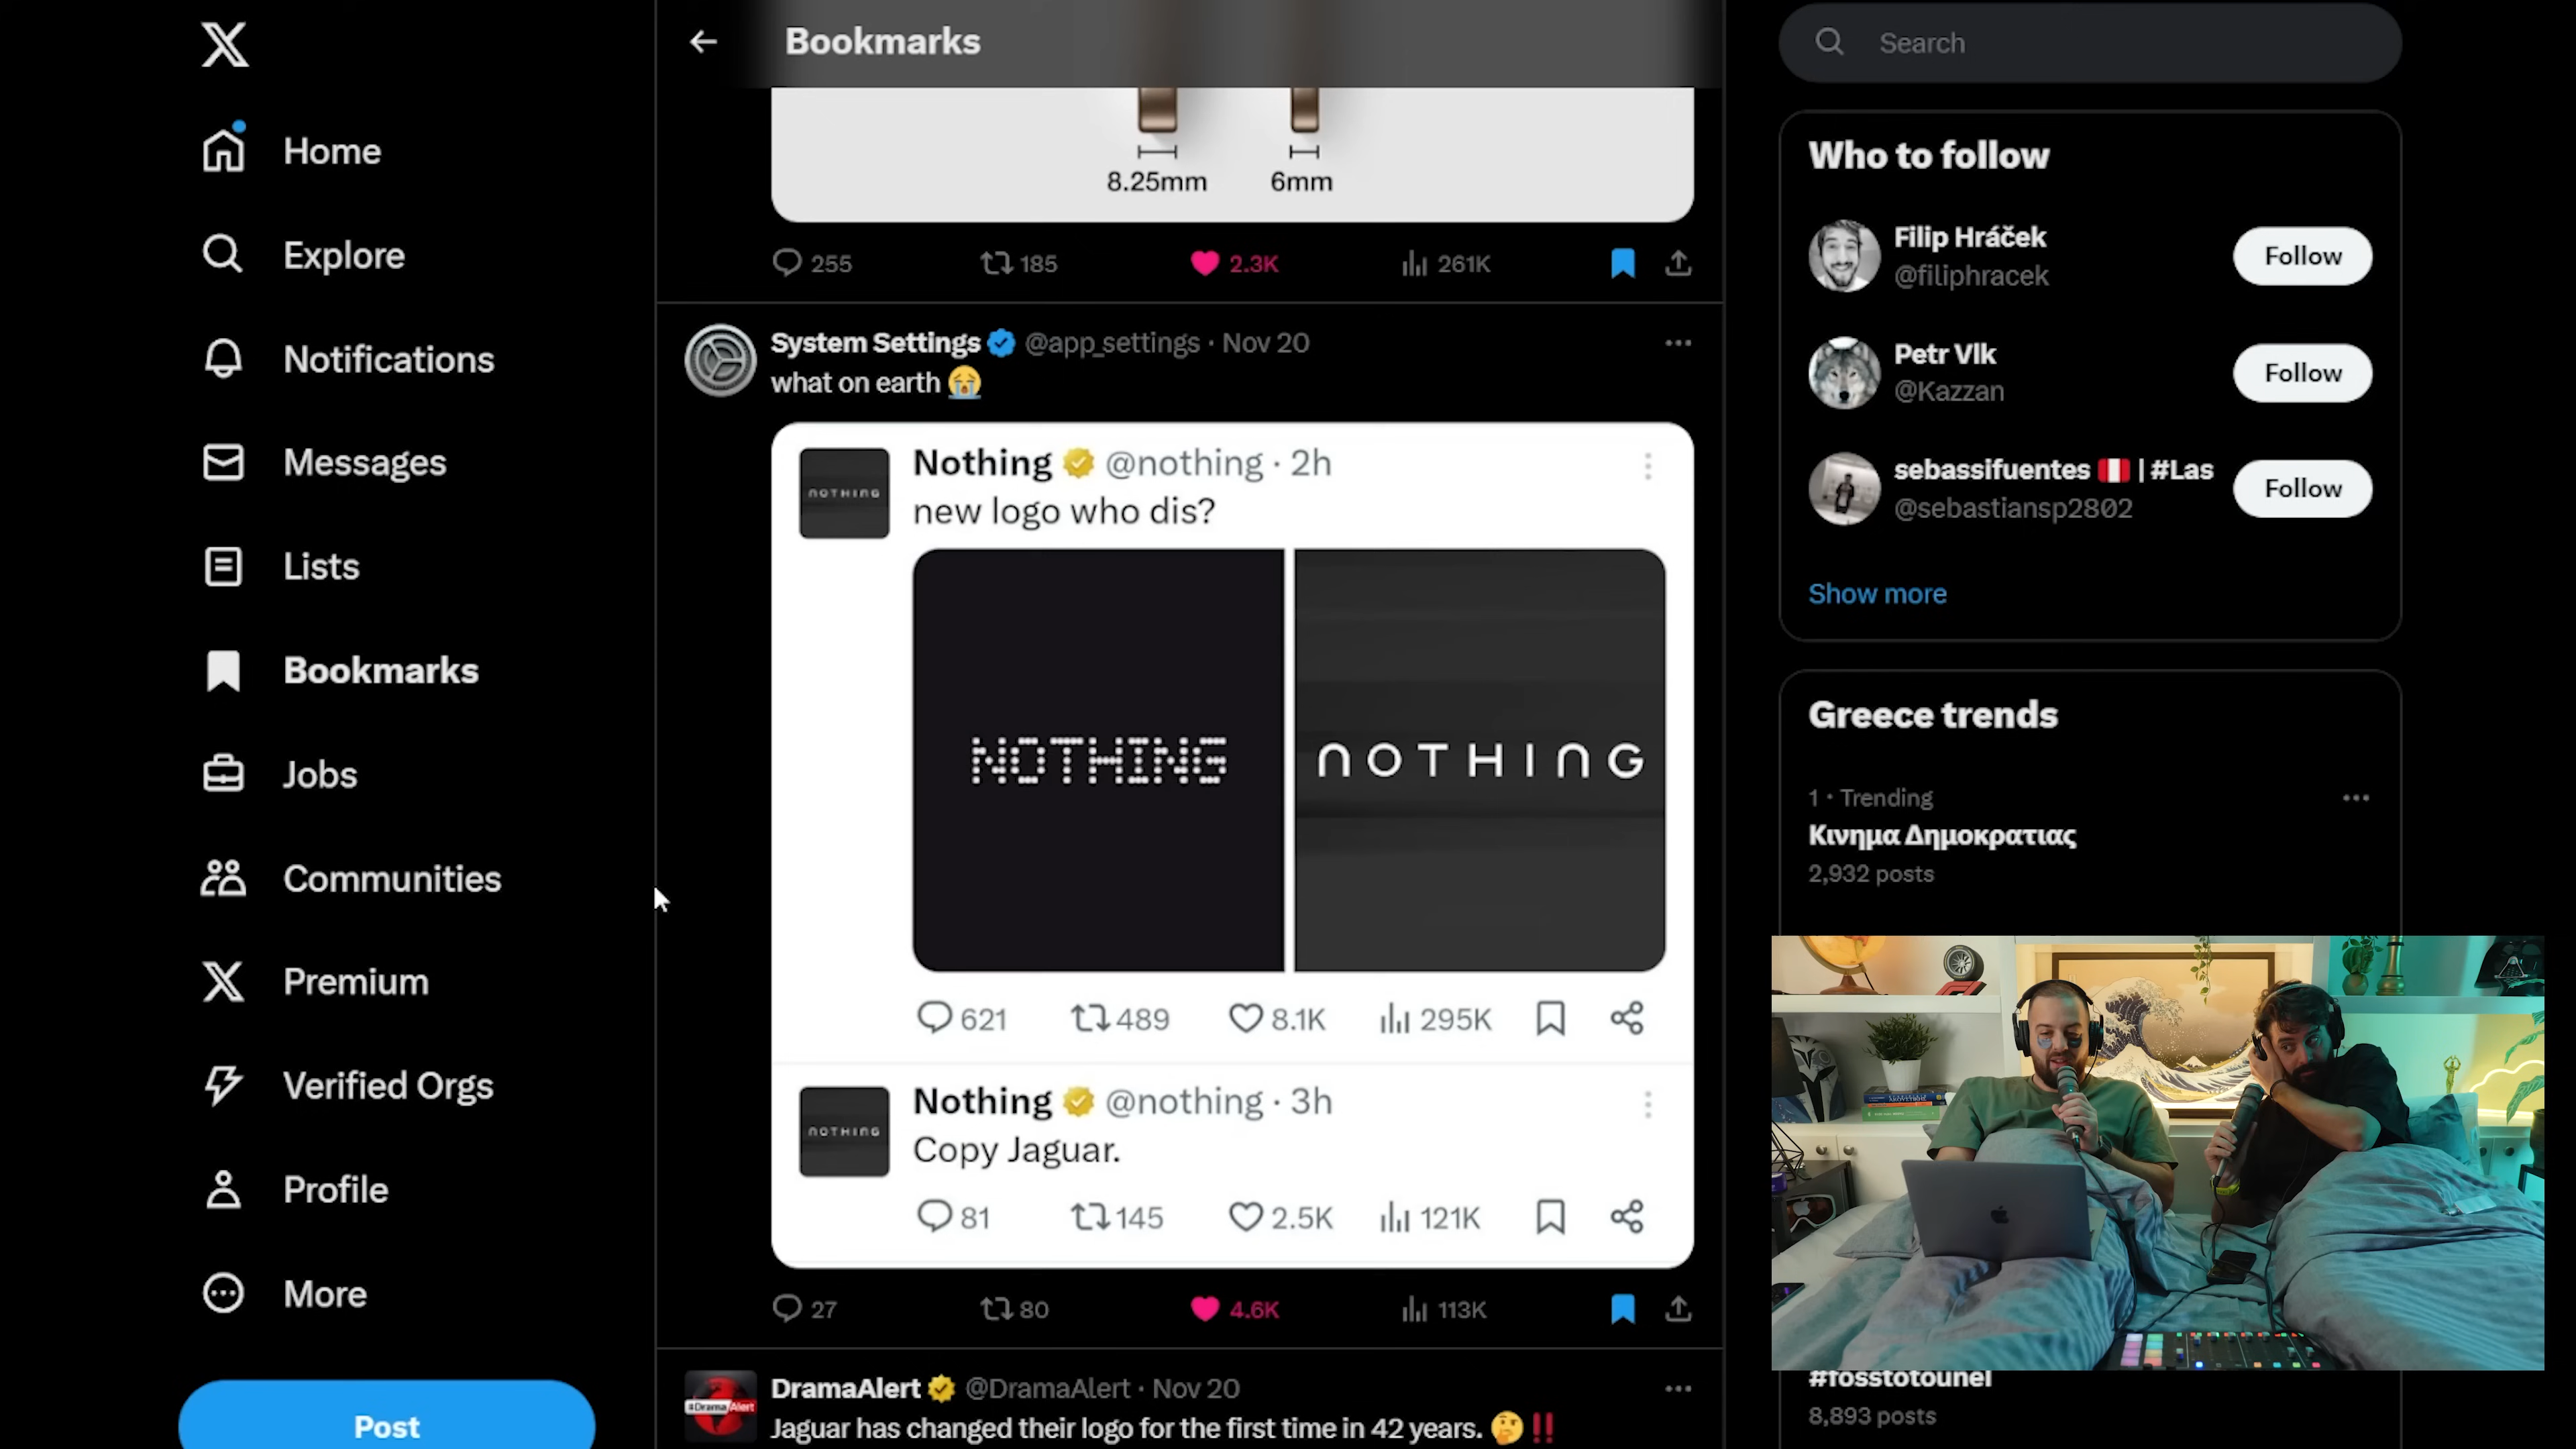 Home
Explore
Notifications
Messages
Lists
Bookmarks
Jobs
Communities
Premium
Verified Orgs
Profile
More
Post
Bookmarks
8.25mm 6mm
255 185 2.3K 261K
System Settings @app_settings · Nov 20
what on earth 😭
Nothing @nothing · 2h
NOTHING
new logo who dis?
NOTHING
NOTHING
621 489 8.1K 295K
Nothing @nothing · 3h
NOTHING
Copy Jaguar.
81 145 2.5K 121K
27 80 4.6K 113K
DramaAlert @DramaAlert · Nov 20
#DramaAlert
Jaguar has changed their logo for the first time in 42 years. 🤔‼️
Search
Who to follow
Filip Hráček
@filiphracek
Follow
Petr Vlk
@Kazzan
Follow
sebassifuentes 🇵🇪 | #Las
@sebastiansp2802
Follow
Show more
Greece trends
1 · Trending
Κινημα Δημοκρατιας
2,932 posts
#fosstotounel
8,893 posts